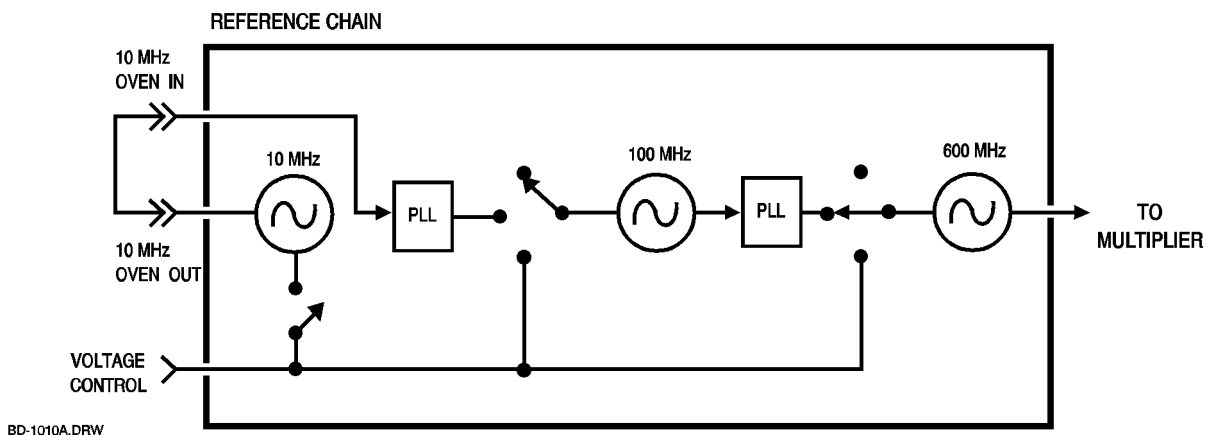 REFERENCE CHAIN
10 MHz
OVEN IN
10 MHz
100 MHz
600 MHz
PLL
PLL
TO
MULTIPLIER
10 MHz
OVEN OUT
VOLTAGE
CONTROL
BD-1010A.DRW